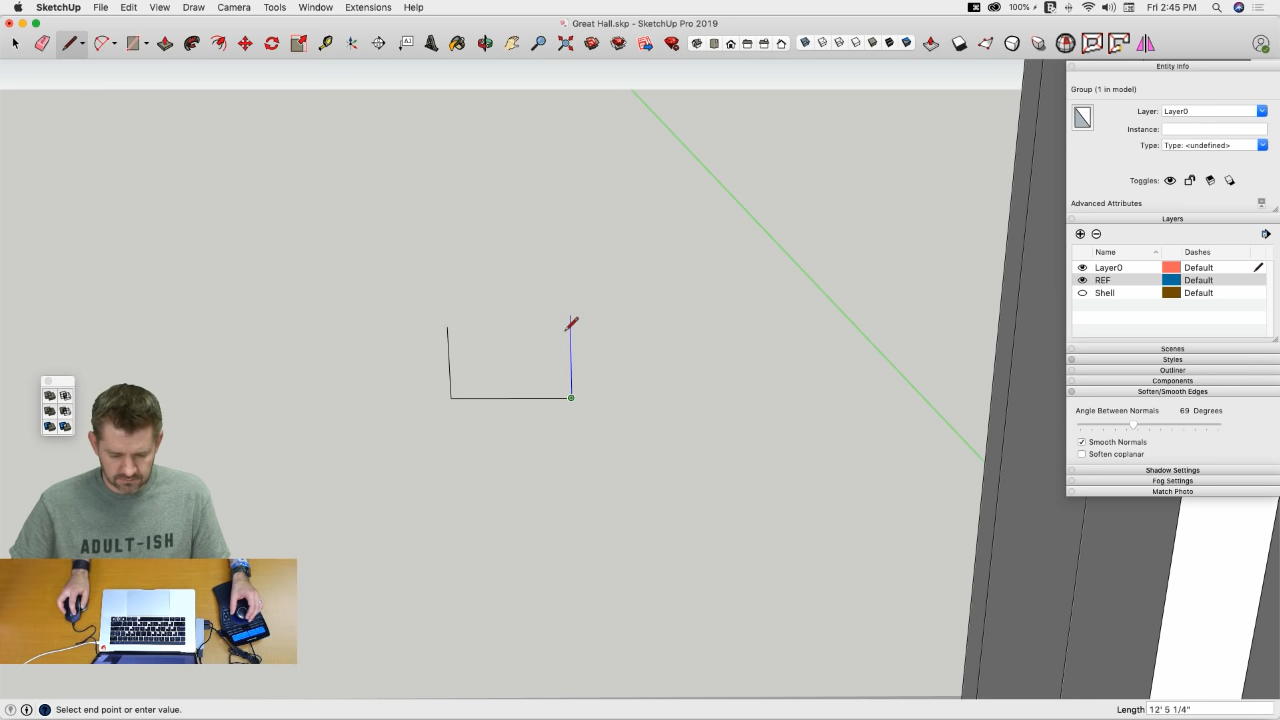 SketchUp File Edit View Draw Camera Tools Window Extensions Help 100% Fri 2:45 PM
Great Hall.skp - SketchUp Pro 2019
Entity Info
Group (1 in model)
Layer: Layer0
Instance:
Type: Type: <undefined>
Toggles:
Advanced Attributes
Layers
Name Dashes
Layer0 Default
REF Default
Shell Default
Scenes
Styles
Outliner
Components
Soften/Smooth Edges
Angle Between Normals 69 Degrees
Smooth Normals
Soften coplanar
Shadow Settings
Fog Settings
Match Photo
ADULT-ISH
Select end point or enter value.
Length 12' 5 1/4"